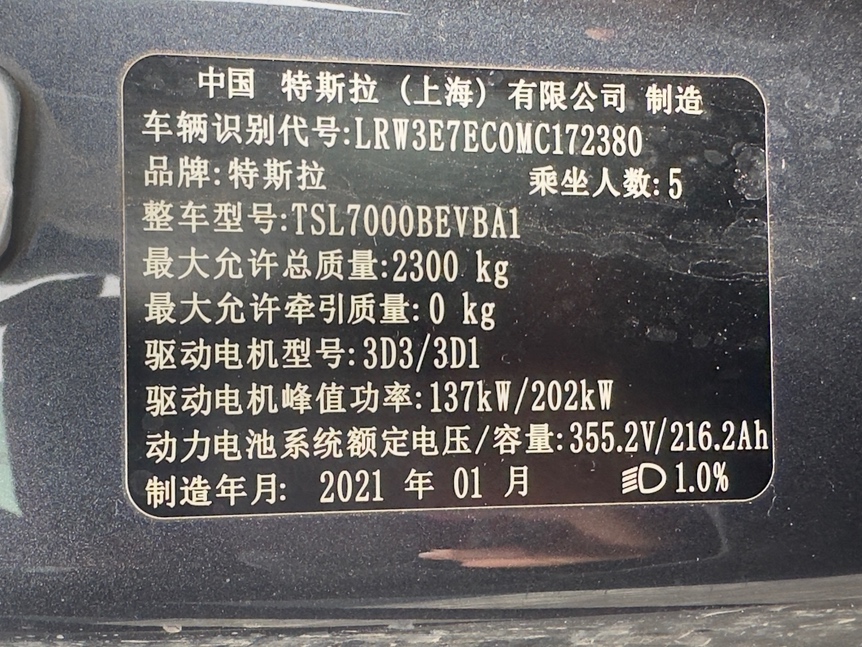 中国 特斯拉 (上海) 有限公司 制造
车辆识别代号:LRW3E7EC0MC172380
品牌:特斯拉 乘坐人数:5
整车型号:TSL7000BEVBA1
最大允许总质量:2300 kg
最大允许牵引质量:0 kg
驱动电机型号:3D3/3D1
驱动电机峰值功率:137kW/202kW
动力电池系统额定电压/容量:355.2V/216.2Ah
制造年月: 2021 年 01 月 1.0%